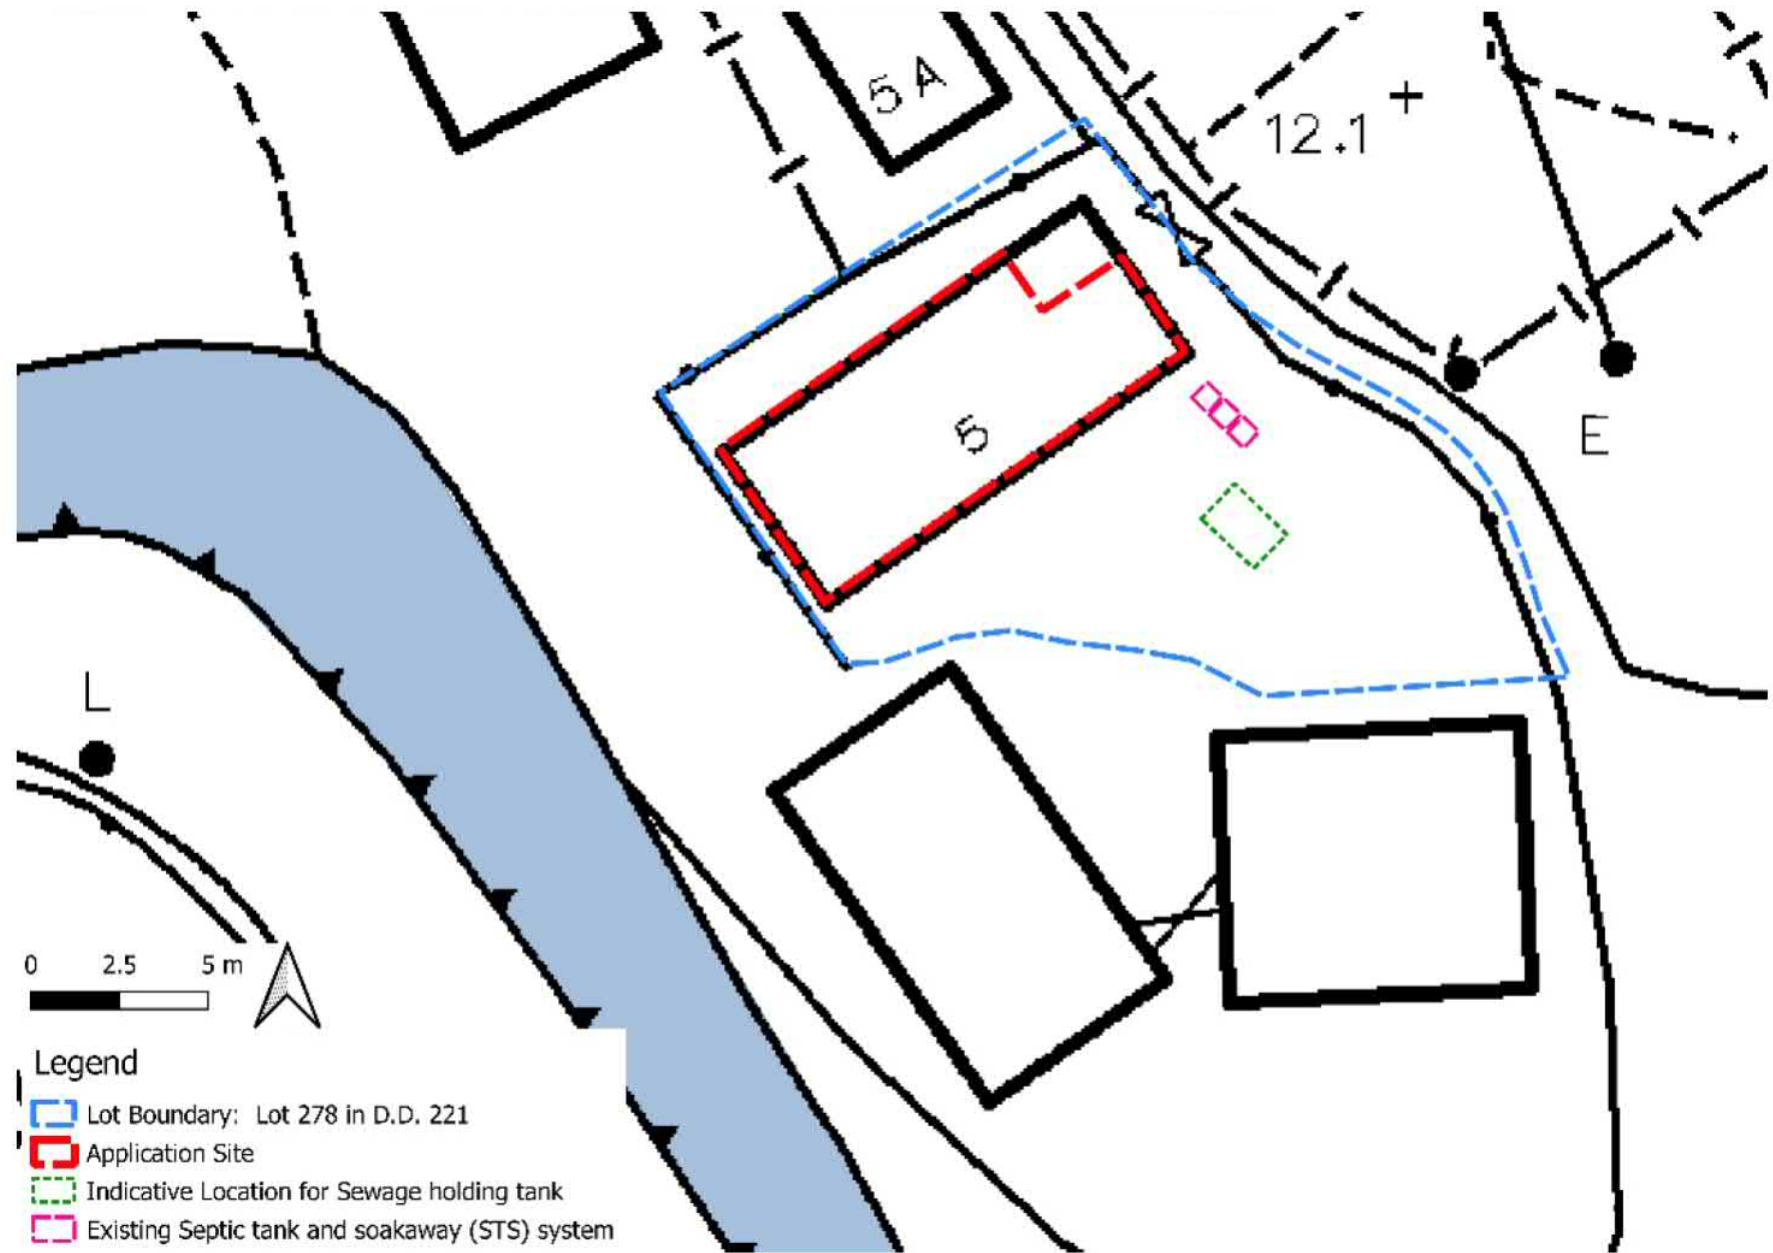 5A
12.1
5
E
L
0 2.5 5 m
Legend
Lot Boundary: Lot 278 in D.D. 221
Application Site
Indicative Location for Sewage holding tank
Existing Septic tank and soakaway (STS) system